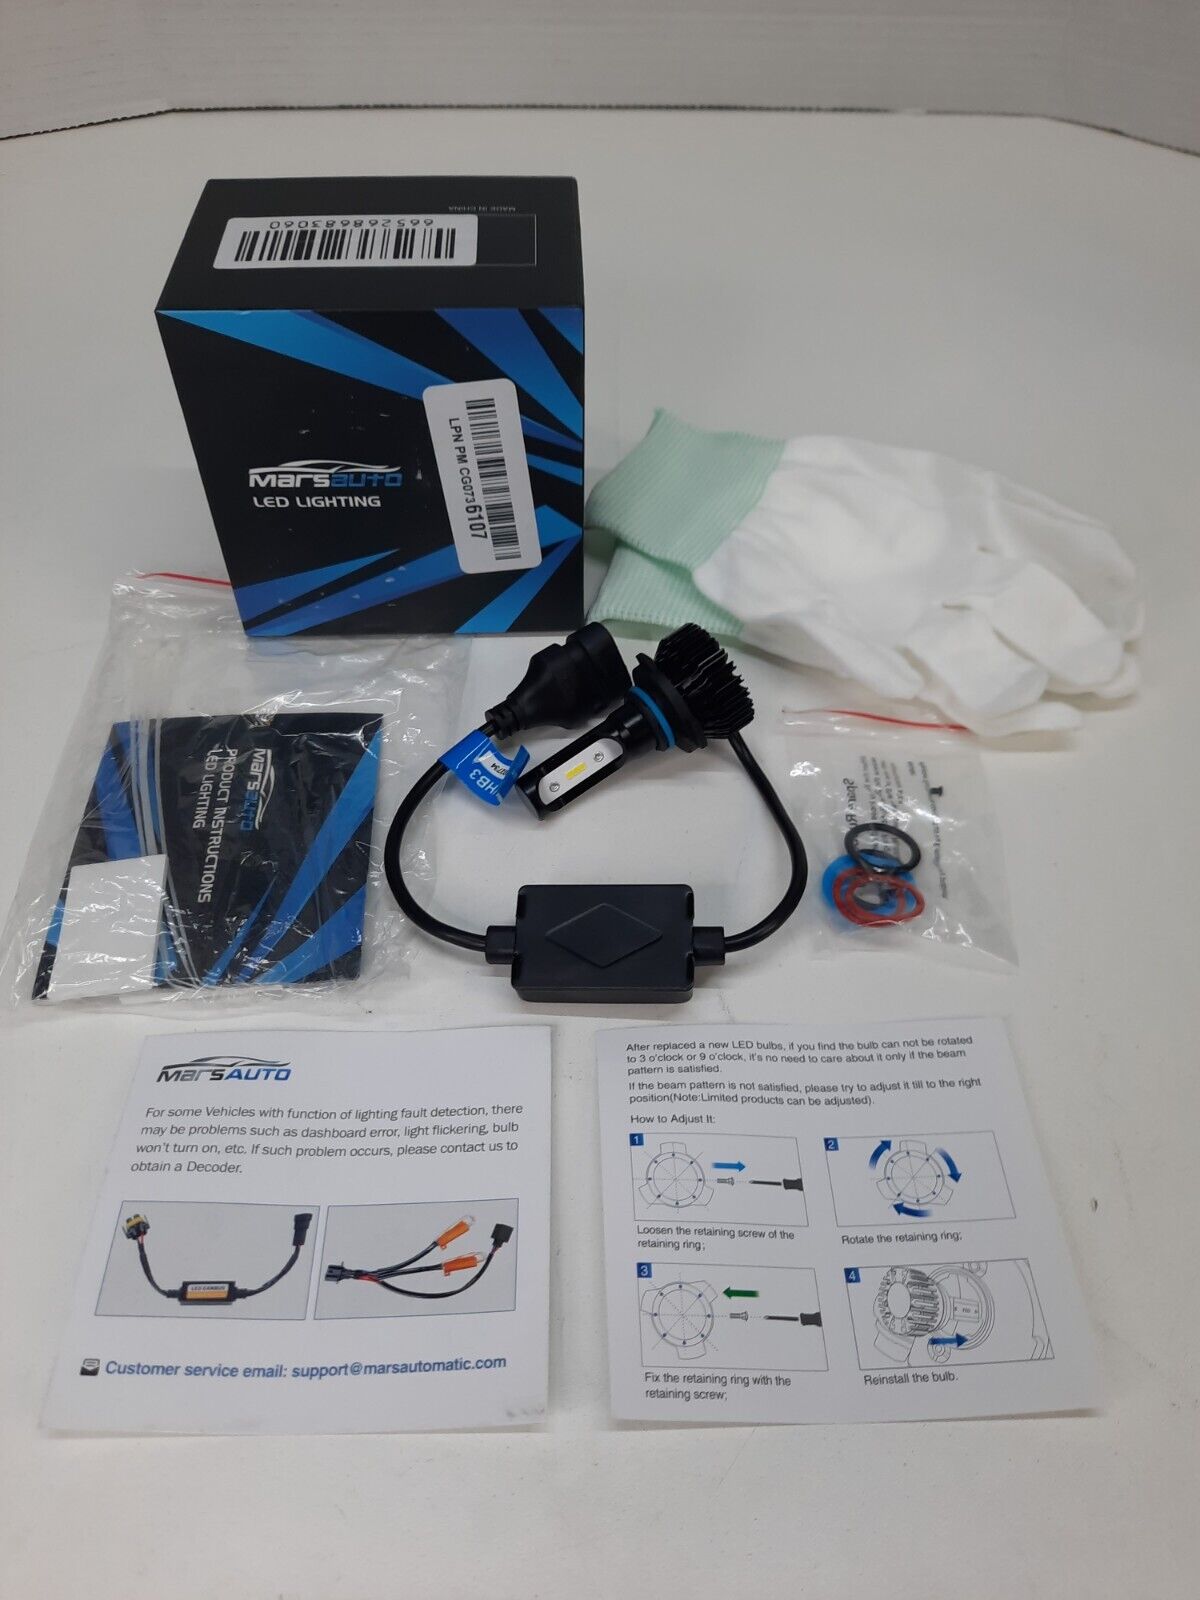 MADE IN CHINA
665268683060
MarsAUTO
LED LIGHTING
LPN PM CG0736107
MarsAUTO
PRODUCT INSTRUCTIONS
LED LIGHTING
HB3
Spare
MarsAUTO
For some Vehicles with function of lighting fault detection, there
may be problems such as dashboard error, light flickering, bulb
won't turn on, etc. If such problem occurs, please contact us to
obtain a Decoder.
LED CANBUS
Customer service email: support@marsautomatic.com
After replaced a new LED bulbs, if you find the bulb can not be rotated
to 3 o'clock or 9 o'clock, it's no need to care about it only if the beam
pattern is satisfied.
If the beam pattern is not satisfied, please try to adjust it till to the right
position(Note:Limited products can be adjusted).
How to Adjust It:
1
2
Loosen the retaining screw of the
retaining ring;
Rotate the retaining ring;
3
4
Fix the retaining ring with the
retaining screw;
Reinstall the bulb.